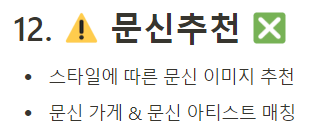 12. ⚠️ 문신추천 ❎
• 스타일에 따른 문신 이미지 추천
• 문신 가게 & 문신 아티스트 매칭